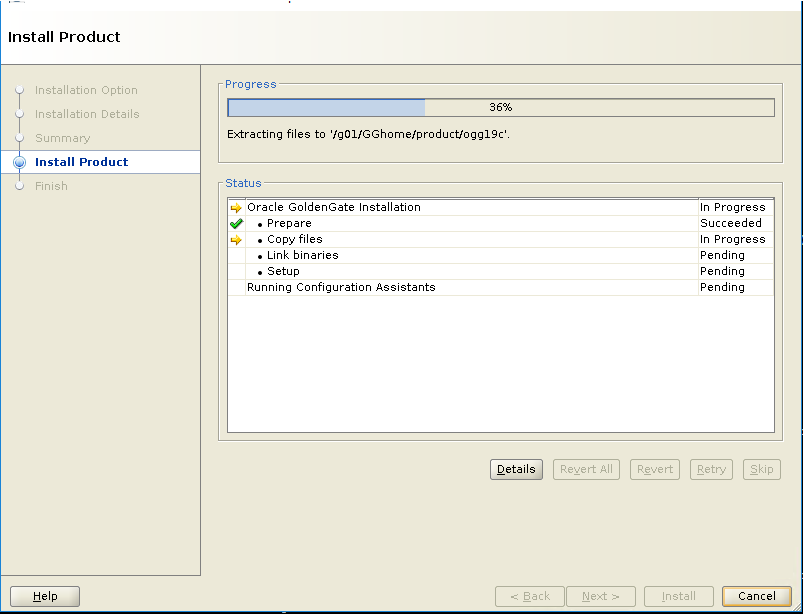 Install Product
Installation Option
Installation Details
Summary
Install Product
Finish
Progress
36%
Extracting files to '/g01/GGhome/product/ogg19c'.
Status
Oracle GoldenGate Installation In Progress
• Prepare Succeeded
• Copy files In Progress
• Link binaries Pending
• Setup Pending
Running Configuration Assistants Pending
Details Revert All Revert Retry Skip
Help < Back Next > Install Cancel